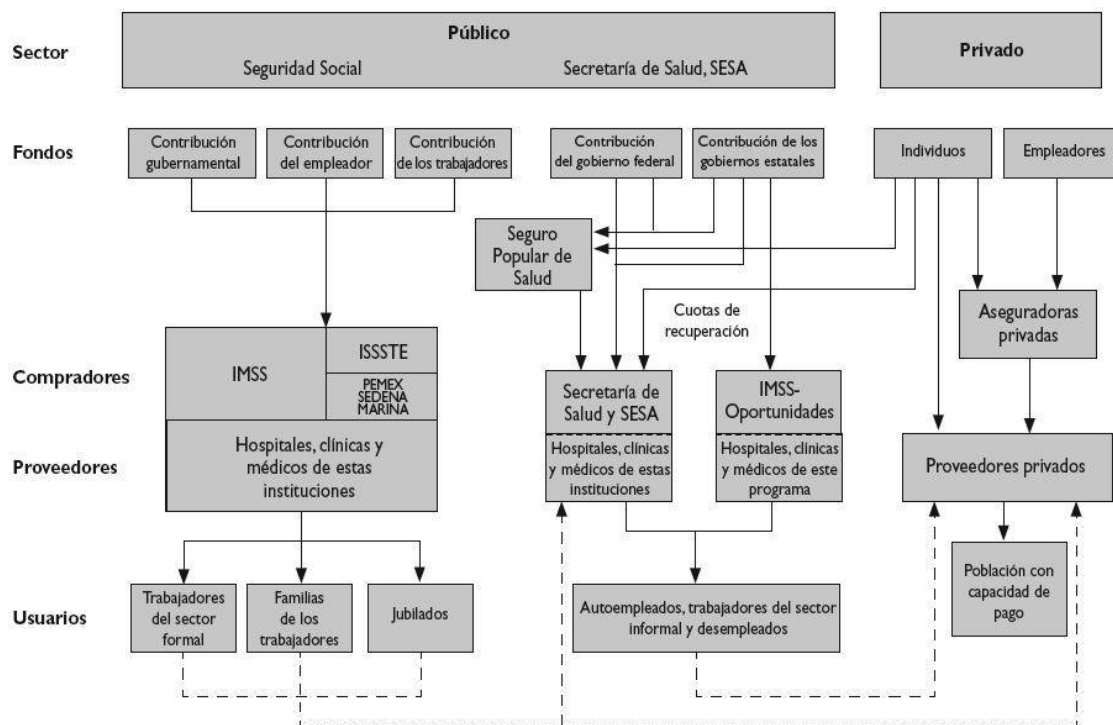 Sector
Público
Seguridad Social
Secretaría de Salud, SESA
Privado
Fondos
Contribución
gubernamental
Contribución
del empleador
Contribución
de los trabajadores
Contribución
del gobierno federal
Contribución de los
gobiernos estatales
Individuos
Empleadores
Seguro
Popular de
Salud
Cuotas de
recuperación
Aseguradoras
privadas
Compradores
IMSS
ISSSTE
PEMEX
SEDENA
MARINA
Secretaría de
Salud y SESA
IMSS-
Oportunidades
Proveedores
Hospitales, clínicas y
médicos de estas
instituciones
Hospitales, clínicas
y médicos de estas
instituciones
Hospitales, clínicas
y médicos de este
programa
Proveedores privados
Usuarios
Trabajadores
del sector
formal
Familias
de los
trabajadores
Jubilados
Autoempleados, trabajadores del sector
informal y desempleados
Población con
capacidad de
pago